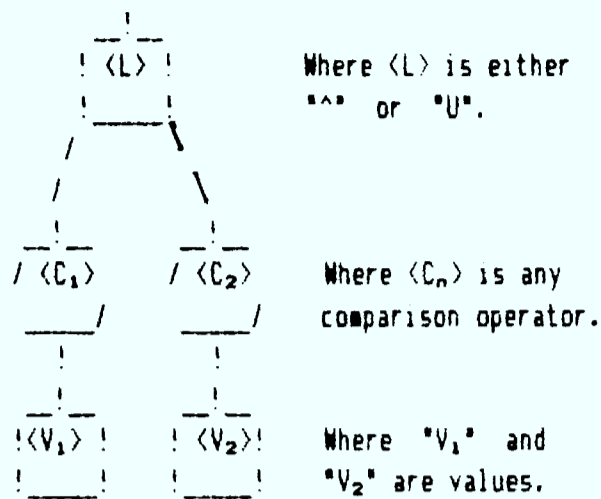 <L> Where <L> is either
"^" or "U".
<C₁> <C₂> Where <Cₙ> is any
comparison operator.
<V₁> <V₂> Where "V₁" and
"V₂" are values.